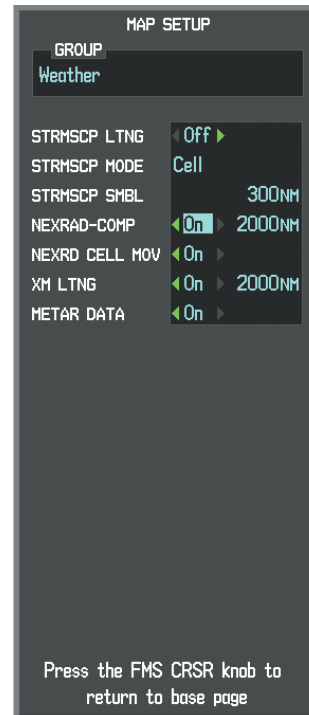 MAP SETUP
GROUP
Weather
STRMSCP LTNG Off
STRMSCP MODE Cell
STRMSCP SMBL 300NM
NEXRAD-COMP On 2000NM
NEXRD CELL MOV On
XM LTNG On 2000NM
METAR DATA On
Press the FMS CRSR knob to
return to base page